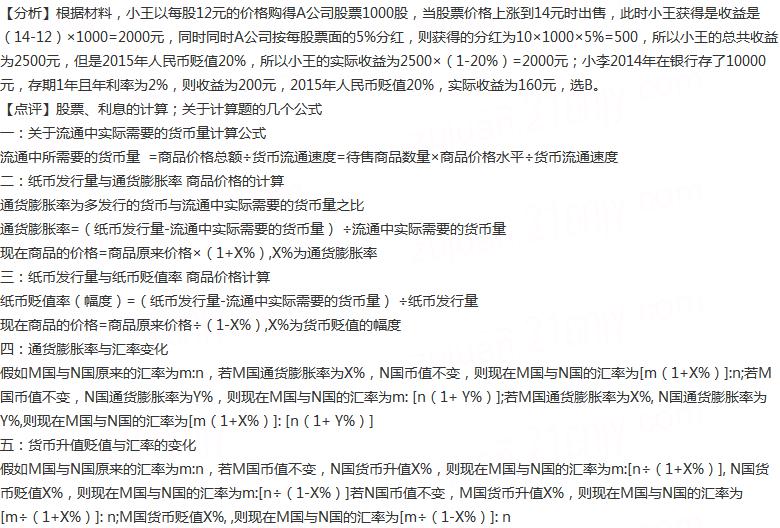 【分析】根据材料，小王以每股12元的价格购得A公司股票1000股，当股票价格上涨到14元时出售，此时小王获得是收益是
（14-12）×1000=2000元，同时同时A公司按每股票面的5%分红，则获得的分红为10×1000×5%=500，所以小王的总共收益
为2500元，但是2015年人民币贬值20%，所以小王的实际收益为2500×（1-20%）=2000元；小李2014年在银行存了10000
元，存期1年且年利率为2%，则收益为200元，2015年人民币贬值20%，实际收益为160元，选B。
【点评】股票、利息的计算；关于计算题的几个公式
一：关于流通中实际需要的货币量计算公式
流通中所需要的货币量 =商品价格总额÷货币流通速度=待售商品数量×商品价格水平÷货币流通速度
二：纸币发行量与通货膨胀率 商品价格的计算
通货膨胀率为多发行的货币与流通中实际需要的货币量之比
通货膨胀率=（纸币发行量-流通中实际需要的货币量）÷流通中实际需要的货币量
现在商品的价格=商品原来价格×（1+X%）,X%为通货膨胀率
三：纸币发行量与纸币贬值率 商品价格计算
纸币贬值率（幅度）=（纸币发行量-流通中实际需要的货币量）÷纸币发行量
现在商品的价格=商品原来价格÷（1-X%）,X%为货币贬值的幅度
四：通货膨胀率与汇率变化
假如M国与N国原来的汇率为m:n，若M国通货膨胀率为X%，N国币值不变，则现在M国与N国的汇率为[m（1+X%）]:n;若M
国币值不变，N国通货膨胀率为Y%，则现在M国与N国的汇率为m: [n（1+ Y%）];若M国通货膨胀率为X%, N国通货膨胀率为
Y%,则现在M国与N国的汇率为[m（1+X%）]: [n（1+ Y%）]
五：货币升值贬值与汇率的变化
假如M国与N国原来的汇率为m:n，若M国币值不变，N国货币升值X%，则现在M国与N国的汇率为m:[n÷（1+X%）], N国货
币贬值X%，则现在M国与N国的汇率为m:[n÷（1-X%）]若N国币值不变，M国货币升值X%，则现在M国与N国的汇率为
[m÷（1+X%）]: n;M国货币贬值X%, ,则现在M国与N国的汇率为[m÷（1-X%）]: n